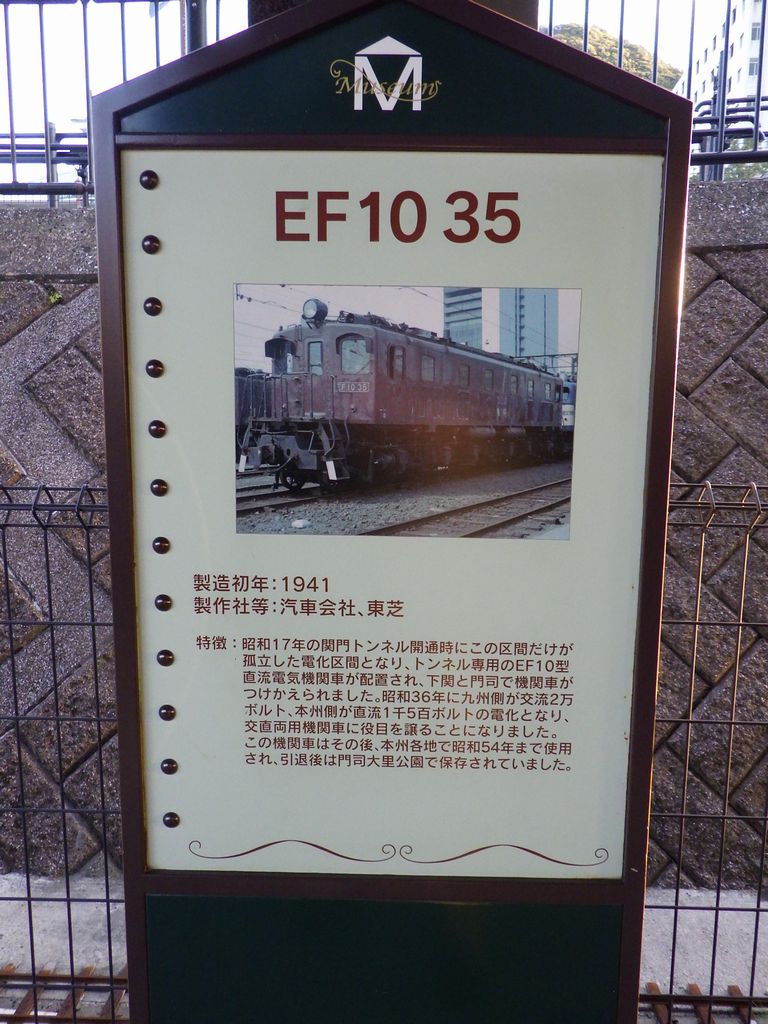 Museum
M
EF10 35
EF10 35
製造初年：1941
製作社等：汽車会社、東芝
特徴：昭和17年の関門トンネル開通時にこの区間だけが
孤立した電化区間となり、トンネル専用のEF10型
直流電気機関車が配置され、下関と門司で機関車が
つけかえられました。昭和36年に九州側が交流2万
ボルト、本州側が直流1千5百ボルトの電化となり、
交直両用機関車に役目を譲ることになりました。
この機関車はその後、本州各地で昭和54年まで使用
され、引退後は門司大里公園で保存されていました。